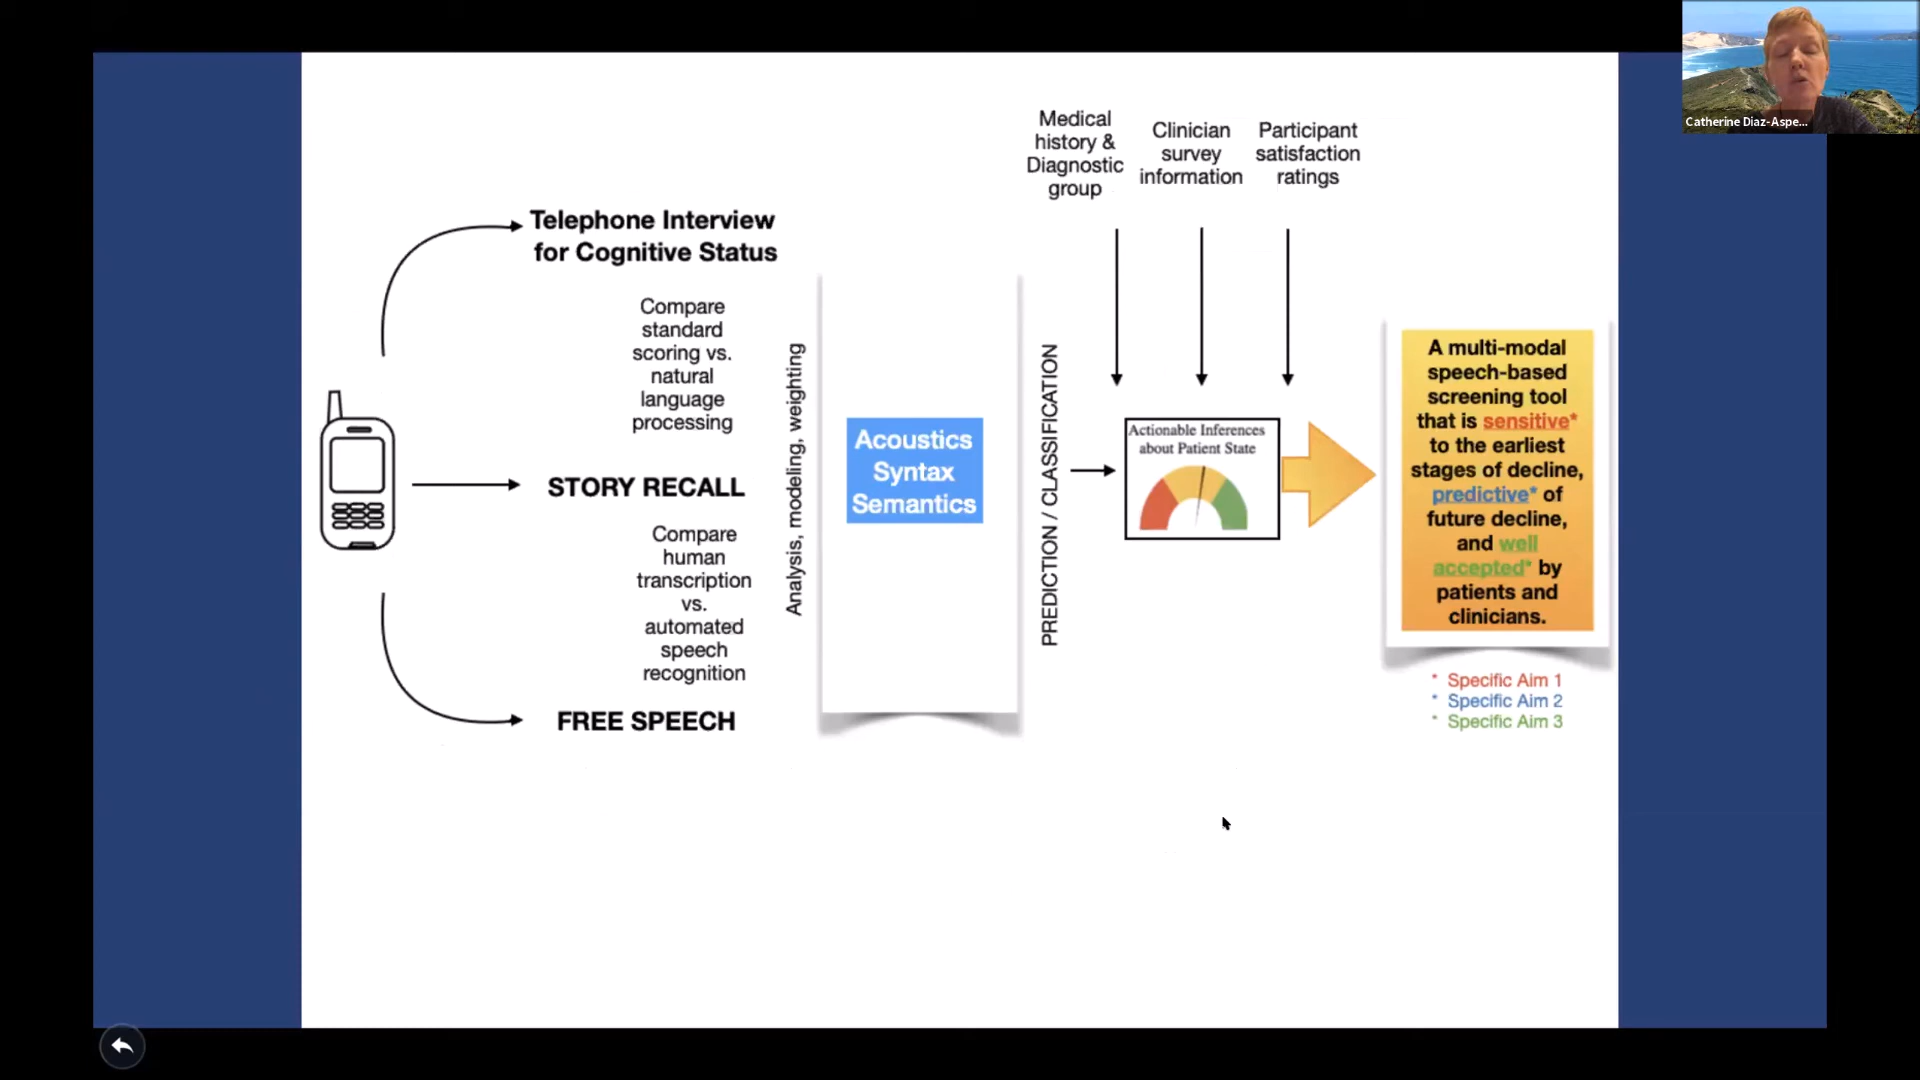 Catherine Diaz-Aspe...
Telephone Interview
for Cognitive Status
Compare
standard
scoring vs.
natural
language
processing
STORY RECALL
Compare
human
transcription
vs.
automated
speech
recognition
FREE SPEECH
Analysis, modeling, weighting
Acoustics
Syntax
Semantics
PREDICTION / CLASSIFICATION
Medical
history &
Diagnostic
group
Clinician
survey
information
Participant
satisfaction
ratings
Actionable Inferences
about Patient State
A multi-modal
speech-based
screening tool
that is sensitive*
to the earliest
stages of decline,
predictive* of
future decline,
and well
accepted* by
patients and
clinicians.
* Specific Aim 1
* Specific Aim 2
* Specific Aim 3